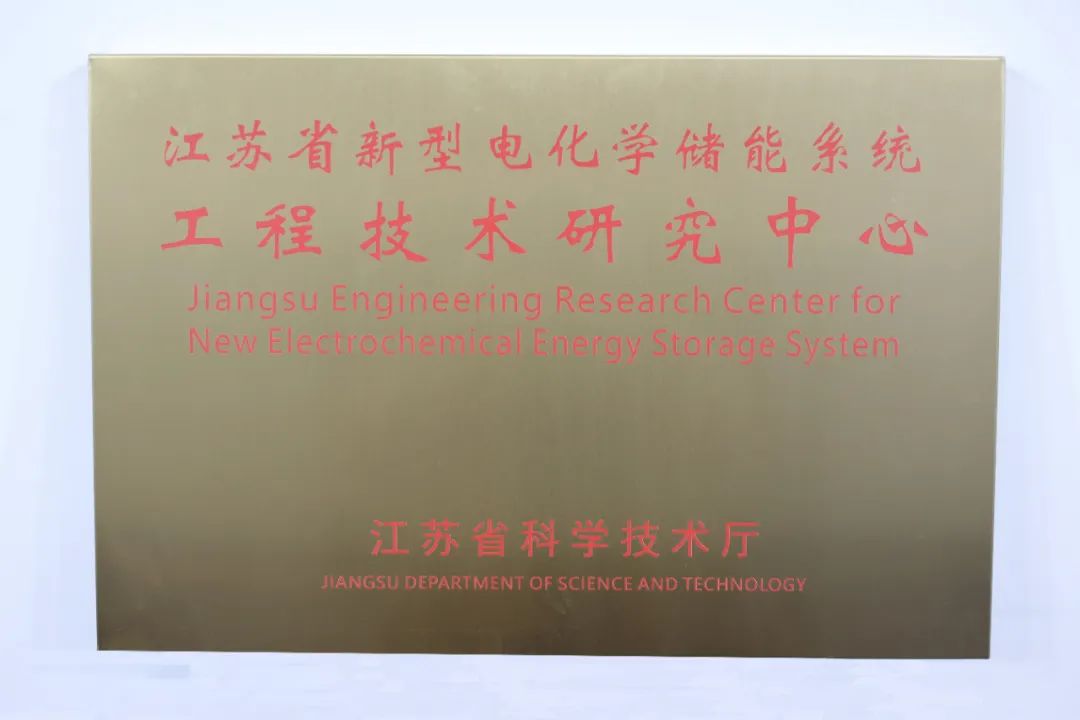 江苏省新型电化学储能系统
工程技术研究中心
Jiangsu Engineering Research Center for
New Electrochemical Energy Storage System
江苏省科学技术厅
JIANGSU DEPARTMENT OF SCIENCE AND TECHNOLOGY